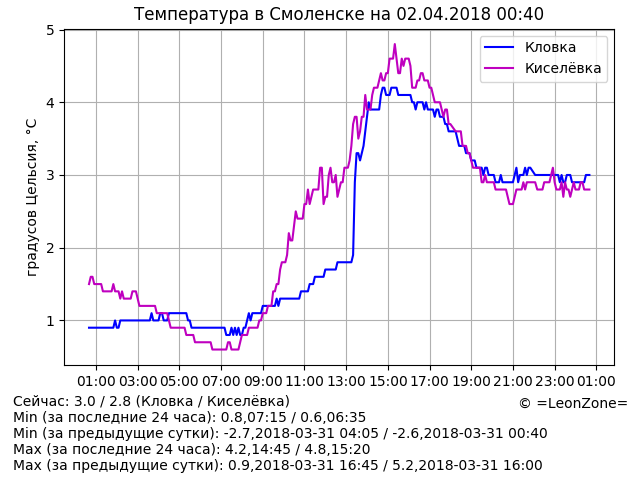 Температура в Смоленске на 02.04.2018 00:40
градусов Цельсия, °C
5
4
3
2
1
Кловка
Киселёвка
01:00 03:00 05:00 07:00 09:00 11:00 13:00 15:00 17:00 19:00 21:00 23:00 01:00
Сейчас: 3.0 / 2.8 (Кловка / Киселёвка)
© =LeonZone=
Min (за последние 24 часа): 0.8,07:15 / 0.6,06:35
Min (за предыдущие сутки): -2.7,2018-03-31 04:05 / -2.6,2018-03-31 00:40
Max (за последние 24 часа): 4.2,14:45 / 4.8,15:20
Max (за предыдущие сутки): 0.9,2018-03-31 16:45 / 5.2,2018-03-31 16:00